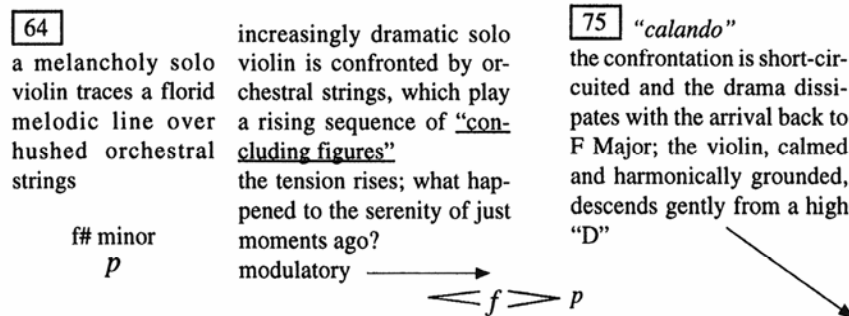 64
a melancholy solo
violin traces a florid
melodic line over
hushed orchestral
strings
f# minor
p
increasingly dramatic solo
violin is confronted by or-
chestral strings, which play
a rising sequence of "con-
cluding figures"
the tension rises; what hap-
pened to the serenity of just
moments ago?
modulatory
f p
75 "calando"
the confrontation is short-cir-
cuited and the drama dissi-
pates with the arrival back to
F Major; the violin, calmed
and harmonically grounded,
descends gently from a high
"D"